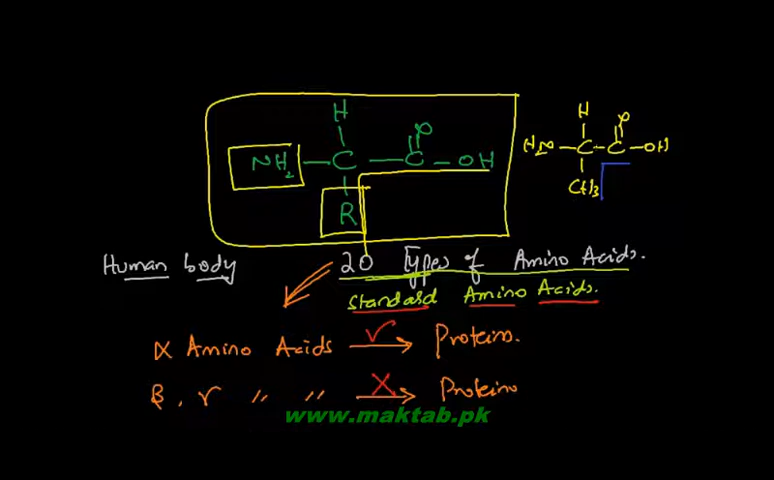 H H
O O
NH2 — C — C — OH H2N — C — C — OH
R CH3
Human body 20 Types of Amino Acids.
Standard Amino Acids.
α Amino Acids → Proteins.
β, γ " " → Proteins
www.maktab.pk